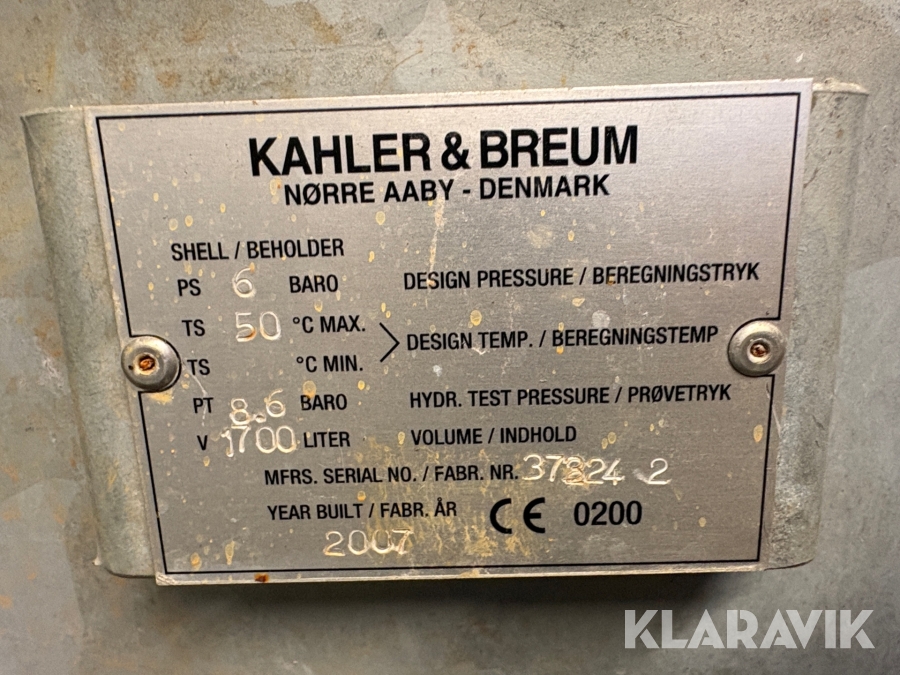 KAHLER & BREUM
NØRRE AABY - DENMARK
SHELL / BEHOLDER
PS 6 BARO DESIGN PRESSURE / BEREGNINGSTRYK
TS 50 °C MAX.
TS °C MIN. > DESIGN TEMP. / BEREGNINGSTEMP
PT 8.6 BARO HYDR. TEST PRESSURE / PRØVETRYK
V 1700 LITER VOLUME / INDHOLD
MFRS. SERIAL NO. / FABR. NR. 37824 2
YEAR BUILT / FABR. ÅR CE 0200
2007
KLARAVIK